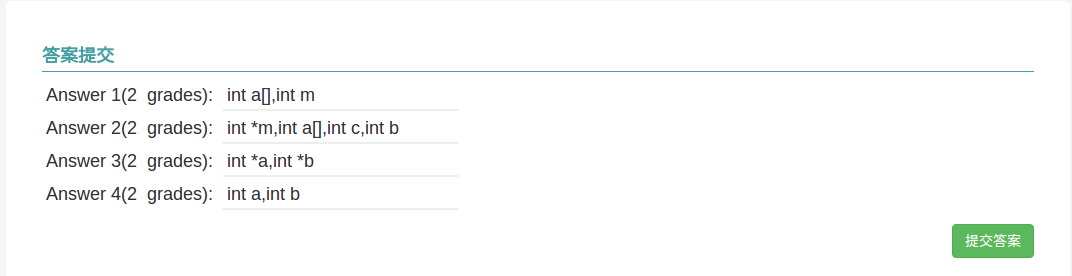 答案提交
Answer 1(2 grades): int a[],int m
Answer 2(2 grades): int *m,int a[],int c,int b
Answer 3(2 grades): int *a,int *b
Answer 4(2 grades): int a,int b
提交答案